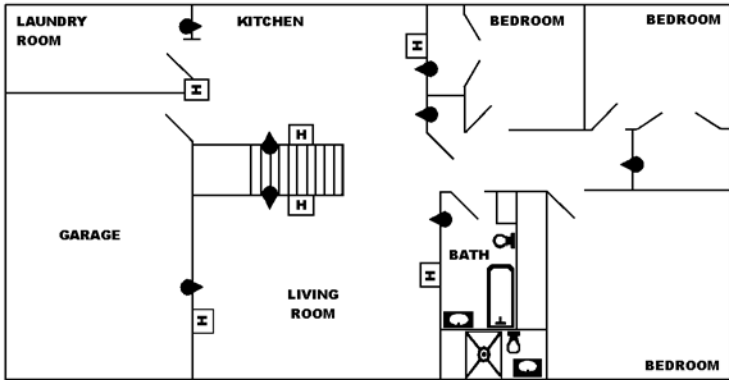 LAUNDRY
ROOM
KITCHEN
BEDROOM
BEDROOM
H
H
H
H
GARAGE
BATH
H
LIVING
ROOM
H
BEDROOM